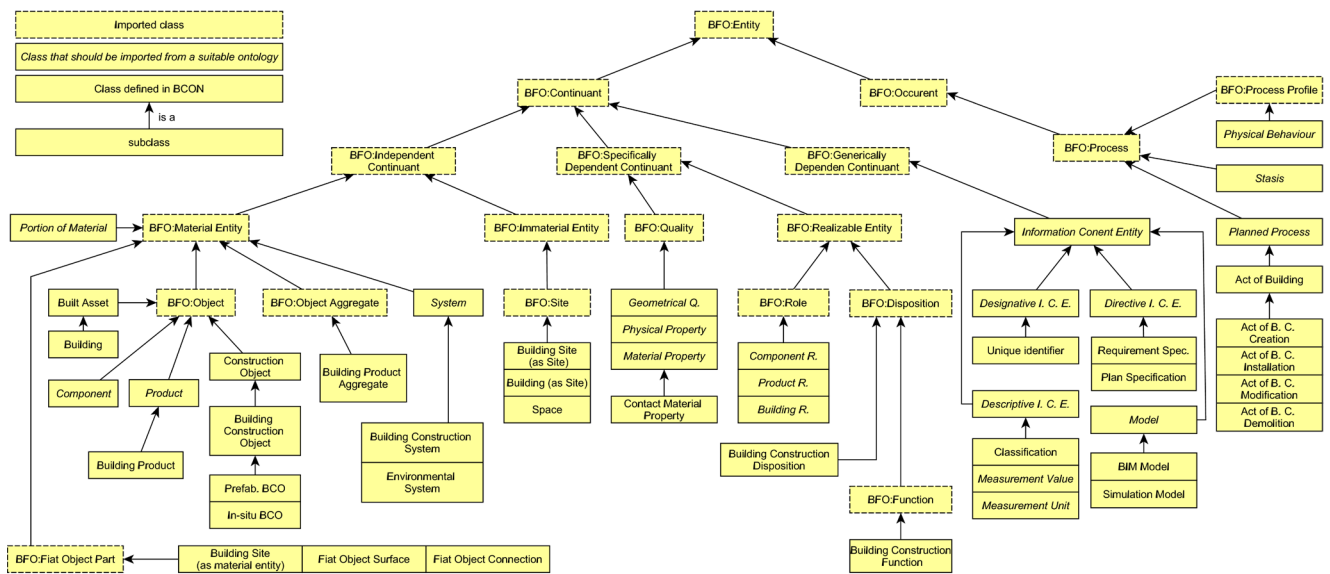 Imported class
Class that should be imported from a suitable ontology
Class defined in BCON
is a
subclass
BFO:Entity
BFO:Continuant
BFO:Occurent
BFO:Process Profile
Physical Behaviour
BFO:Independent
Continuant
BFO:Specifically
Dependent Continuant
BFO:Generically
Dependen Continuant
BFO:Process
Stasis
Portion of Material
BFO:Material Entity
BFO:Immaterial Entity
BFO:Quality
BFO:Realizable Entity
Information Conent Entity
Planned Process
Built Asset
BFO:Object
BFO:Object Aggregate
System
BFO:Site
Geometrical Q.
Physical Property
Material Property
BFO:Role
BFO:Disposition
Designative I. C. E.
Directive I. C. E.
Act of Building
Building
Component
Product
Construction
Object
Building Product
Aggregate
Building Site
(as Site)
Building (as Site)
Space
Contact Material
Property
Component R.
Product R.
Building R.
Unique identifier
Requirement Spec.
Plan Specification
Act of B. C.
Creation
Act of B. C.
Installation
Act of B. C.
Modification
Act of B. C.
Demolition
Building Product
Building
Construction
Object
Building Construction
System
Environmental
System
Building Construction
Disposition
Descriptive I. C. E.
Model
Classification
Measurement Value
Measurement Unit
BIM Model
Simulation Model
Prefab. BCO
In-situ BCO
BFO:Function
Building Construction
Function
BFO:Fiat Object Part
Building Site
(as material entity)
Fiat Object Surface
Fiat Object Connection